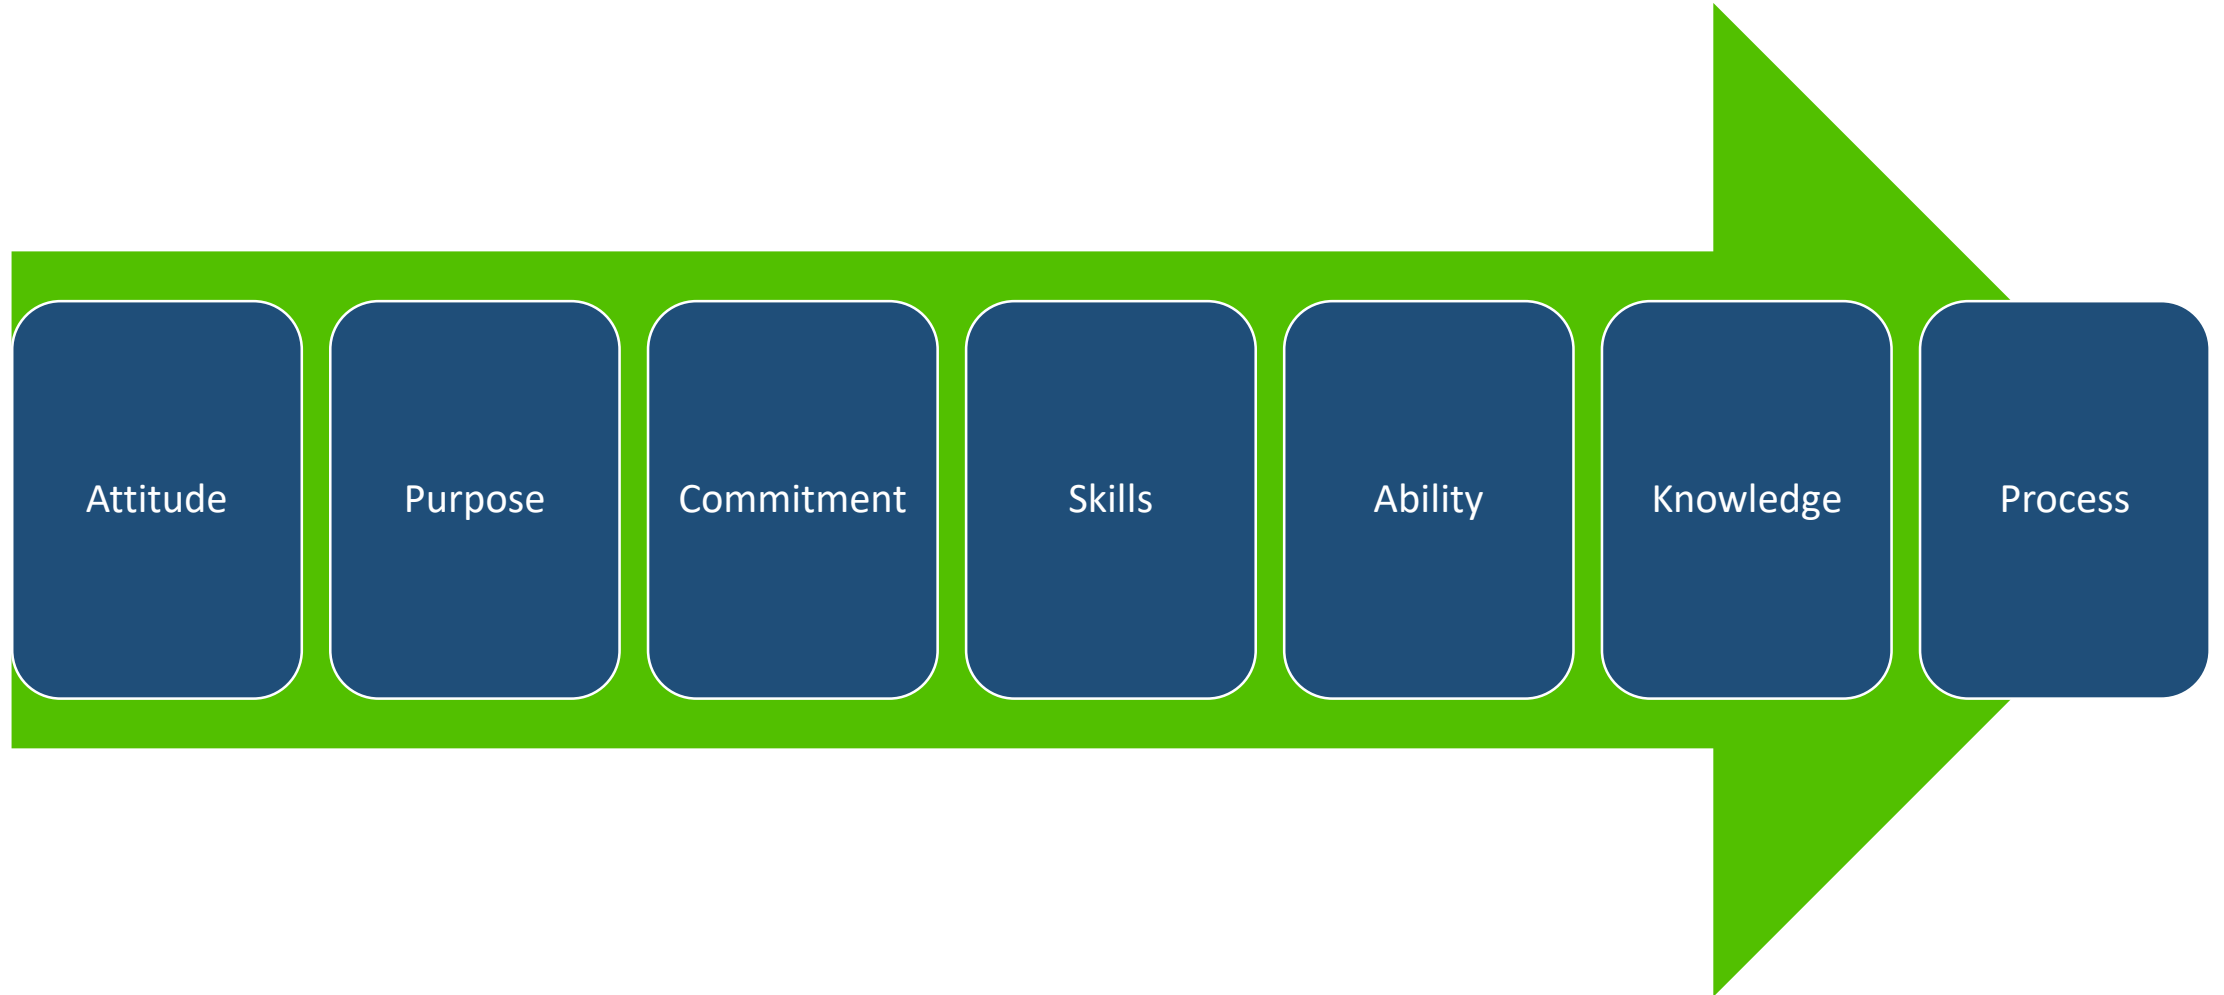 Attitude
Purpose
Commitment
Skills
Ability
Knowledge
Process